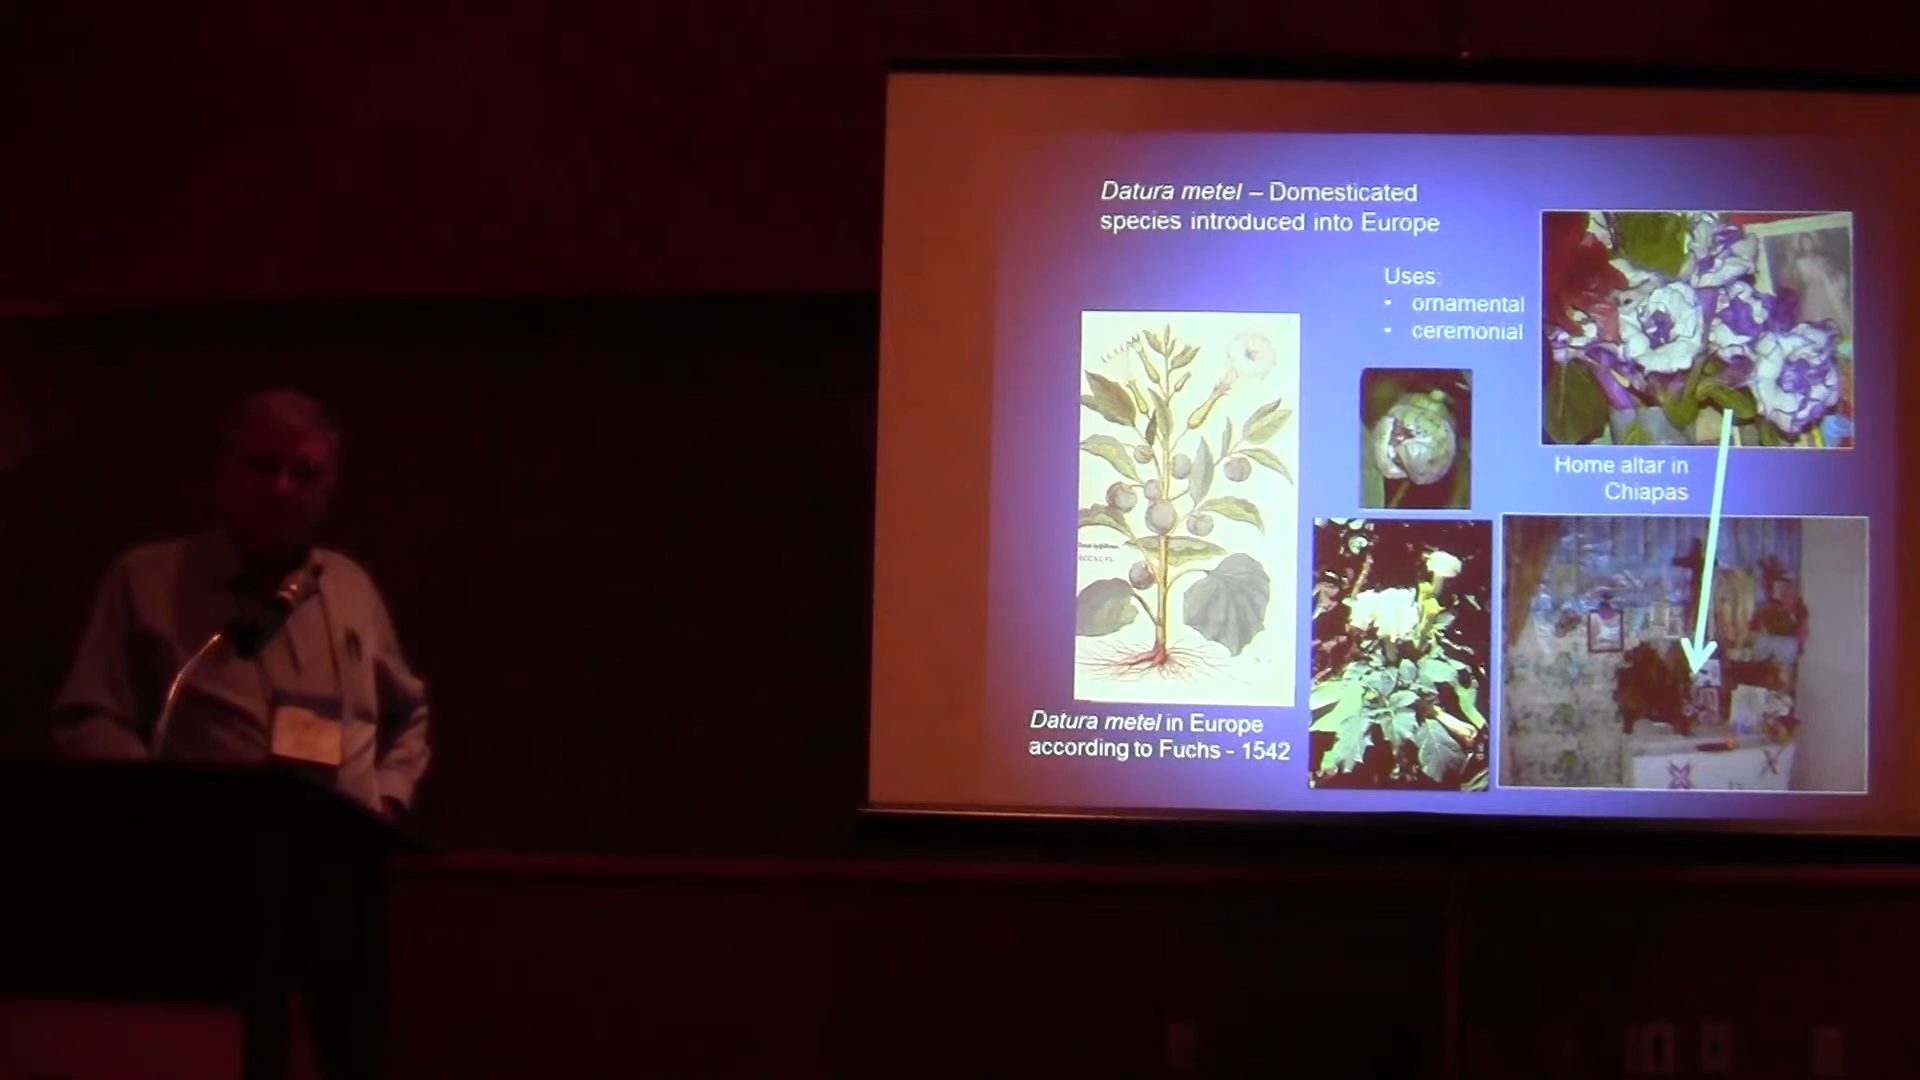 Datura metel – Domesticated
species introduced into Europe
Uses:
• ornamental
• ceremonial
Home altar in
Chiapas
Datura metel in Europe
according to Fuchs - 1542